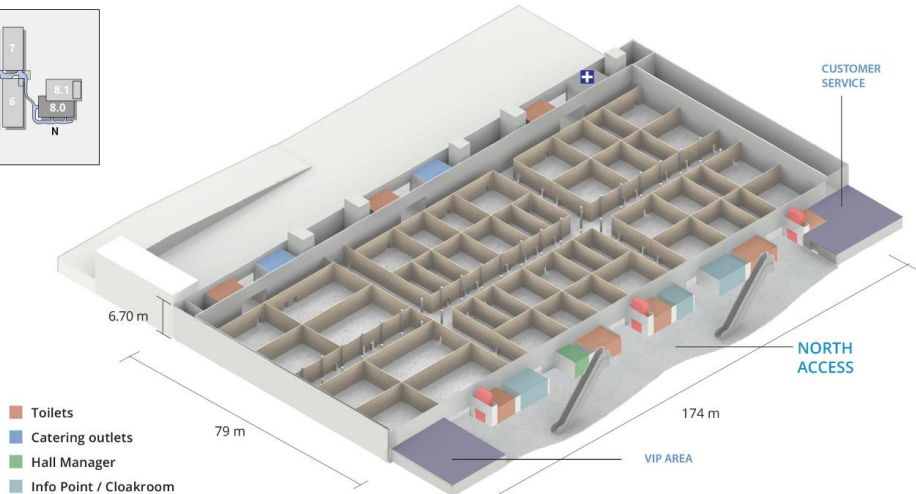 7
6
8.1
8.0
N
CUSTOMER
SERVICE
6.70 m
NORTH
ACCESS
174 m
79 m
VIP AREA
Toilets
Catering outlets
Hall Manager
Info Point / Cloakroom